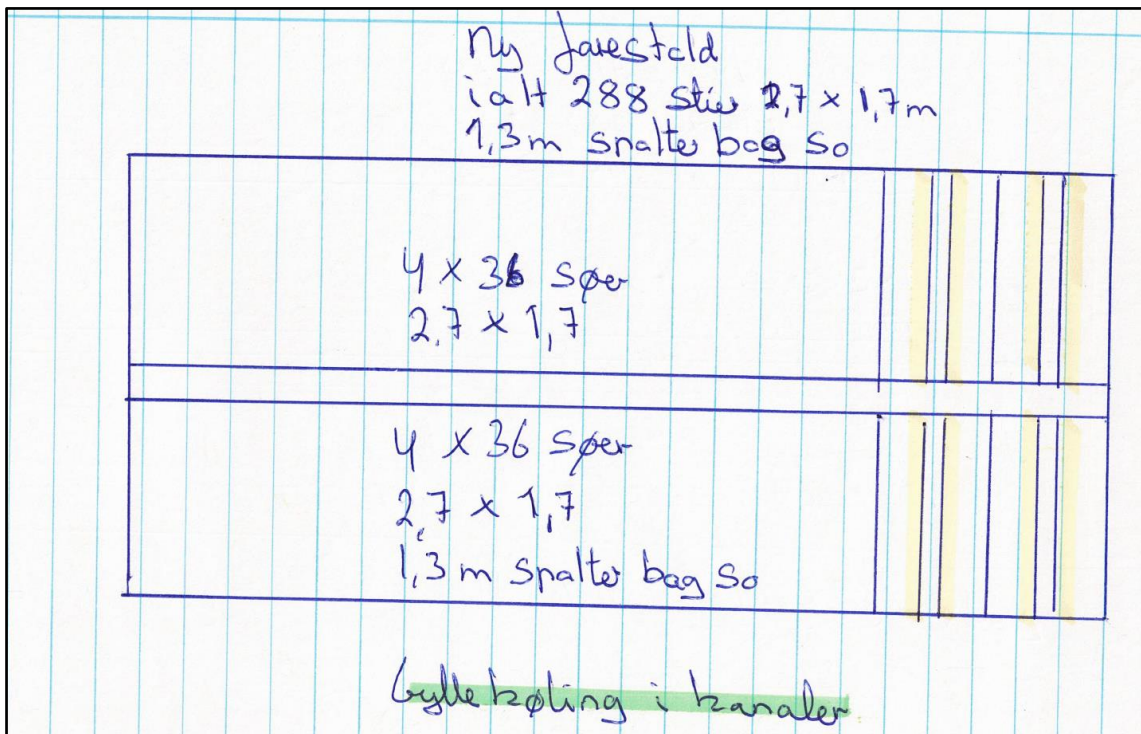 Ny farestald
ialt 288 stier 2,7 x 1,7 m
1,3 m spalter bag so
4 x 36 søer
2,7 x 1,7
4 x 36 søer
2,7 x 1,7
1,3 m spalter bag so
Gyllekøling i kanaler